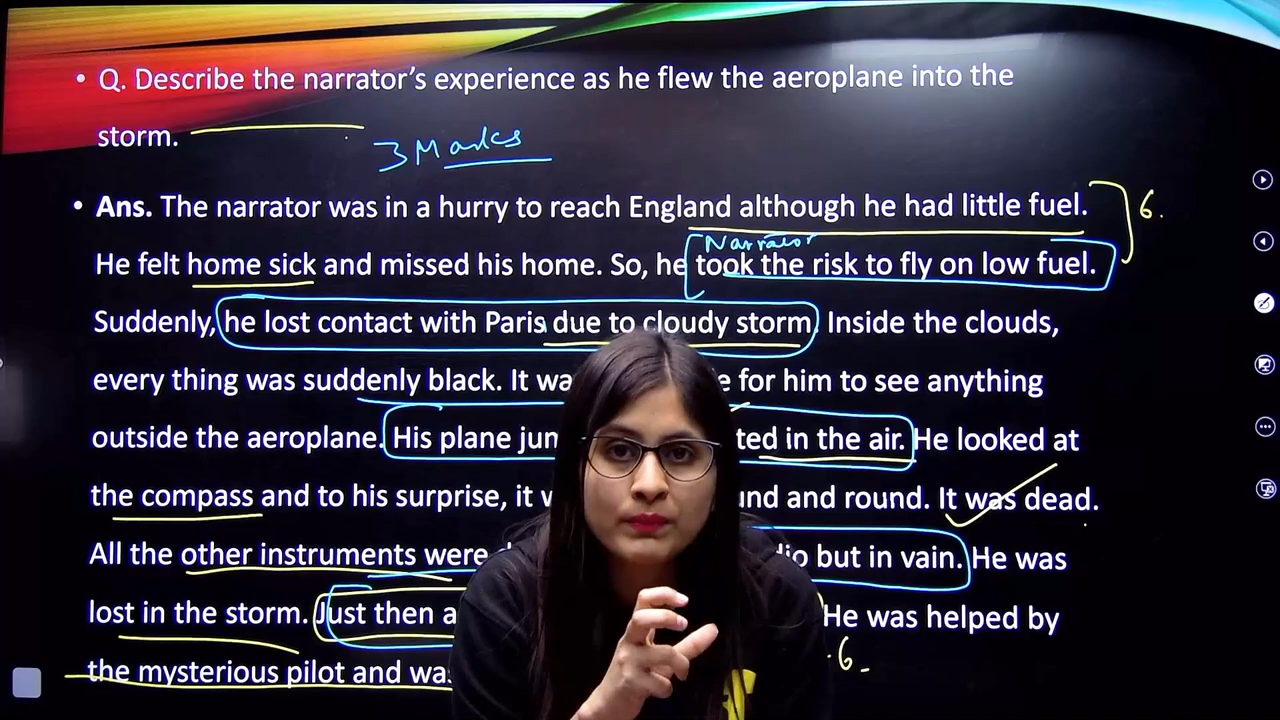 • Q. Describe the narrator's experience as he flew the aeroplane into the
storm.
3 Marks
• Ans. The narrator was in a hurry to reach England although he had little fuel.
6.
Narrator
He felt home sick and missed his home. So, he took the risk to fly on low fuel.
Suddenly, he lost contact with Paris due to cloudy storm. Inside the clouds,
every thing was suddenly black. It for him to see anything
outside the aeroplane. His plane in the air. He looked at
the compass and to his surprise, it and round. It was dead.
All the other instruments were but in vain. He was
lost in the storm. Just then He was helped by
6
the mysterious pilot and